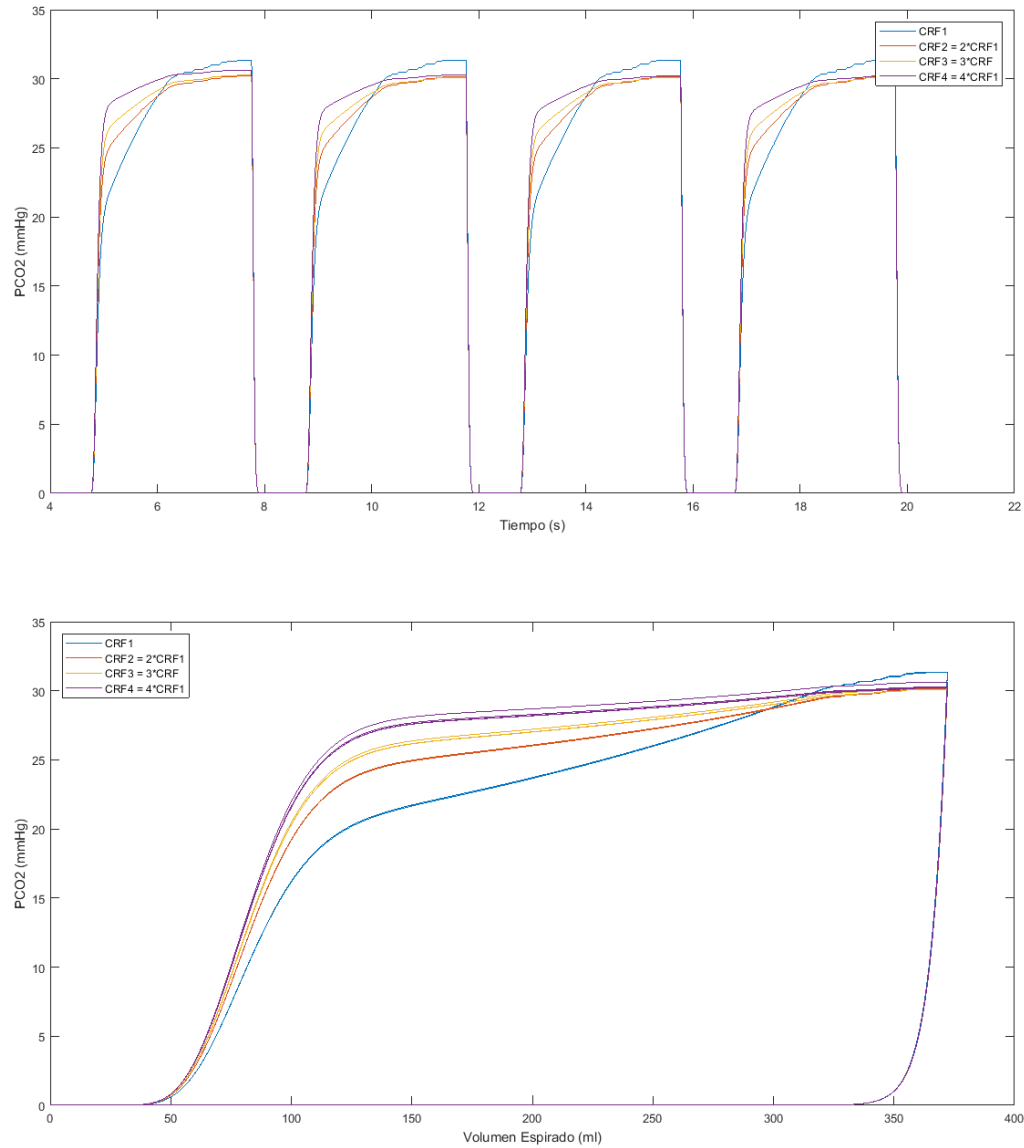 35
30
25
20
15
10
5
0
PCO2 (mmHg)
CRF1
CRF2 = 2*CRF1
CRF3 = 3*CRF
CRF4 = 4*CRF1
4 6 8 10 12 14 16 18 20 22
Tiempo (s)
35
30
25
20
15
10
5
0
PCO2 (mmHg)
CRF1
CRF2 = 2*CRF1
CRF3 = 3*CRF
CRF4 = 4*CRF1
0 50 100 150 200 250 300 350 400
Volumen Espirado (ml)